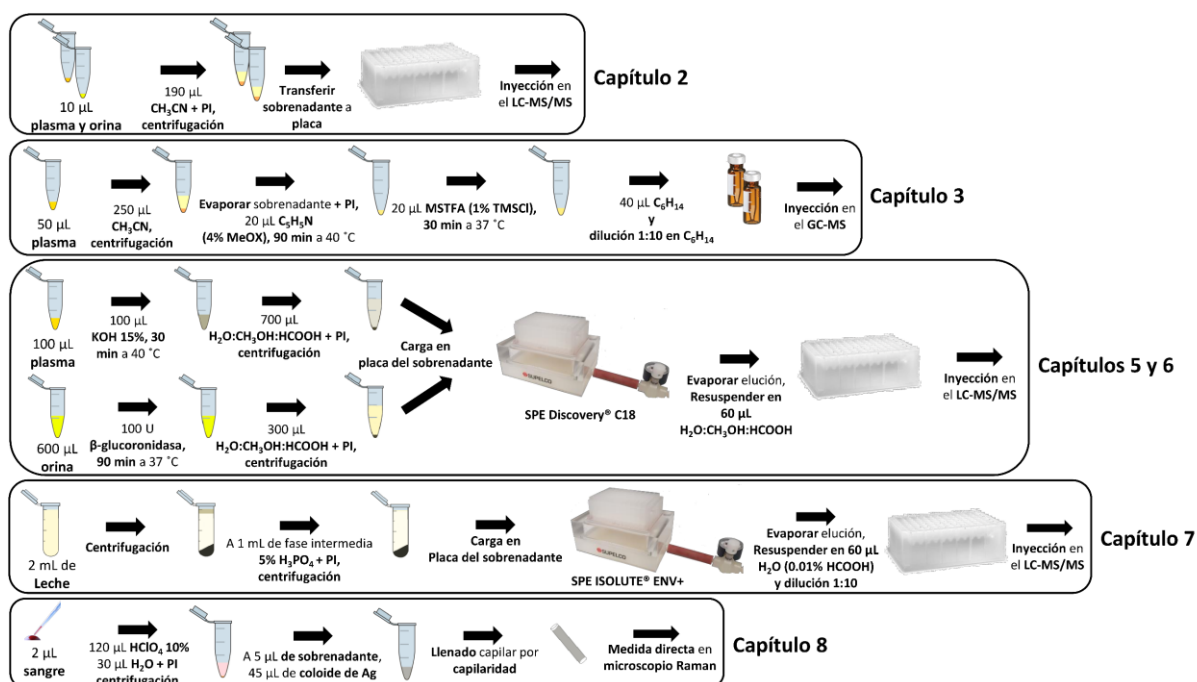 10 µL
plasma y orina
190 µL
CH₃CN + PI,
centrifugación
Transferir
sobrenadante a
placa
Inyección en
el LC-MS/MS
Capítulo 2
50 µL
plasma
250 µL
CH₃CN,
centrifugación
Evaporar sobrenadante + PI,
20 µL C₅H₅N
(4% MeOX), 90 min a 40 ˚C
20 µL MSTFA (1% TMSCl),
30 min a 37 ˚C
40 µL C₆H₁₄
y
dilución 1:10 en C₆H₁₄
Inyección en
el GC-MS
Capítulo 3
100 µL
plasma
100 µL
KOH 15%, 30
min a 40 ˚C
700 µL
H₂O:CH₃OH:HCOOH + PI,
centrifugación
600 µL
orina
100 U
β-glucoronidasa,
90 min a 37 ˚C
300 µL
H₂O:CH₃OH:HCOOH + PI,
centrifugación
Carga en
placa del sobrenadante
SUPELCO
SPE Discovery® C18
Evaporar elución,
Resuspender en
60 µL
H₂O:CH₃OH:HCOOH
Inyección en
el LC-MS/MS
Capítulos 5 y 6
2 mL de
Leche
Centrifugación
A 1 mL de fase intermedia
5% H₃PO₄ + PI,
centrifugación
Carga en
Placa del sobrenadante
SUPELCO
SPE ISOLUTE® ENV+
Evaporar elución,
Resuspender en 60 µL
H₂O (0.01% HCOOH)
y dilución 1:10
Inyección en
el LC-MS/MS
Capítulo 7
2 µL
sangre
120 µL HClO₄ 10%
30 µL H₂O + PI
centrifugación
A 5 µL de sobrenadante,
45 µL de coloide de Ag
Llenado capilar por
capilaridad
Medida directa en
microscopio Raman
Capítulo 8